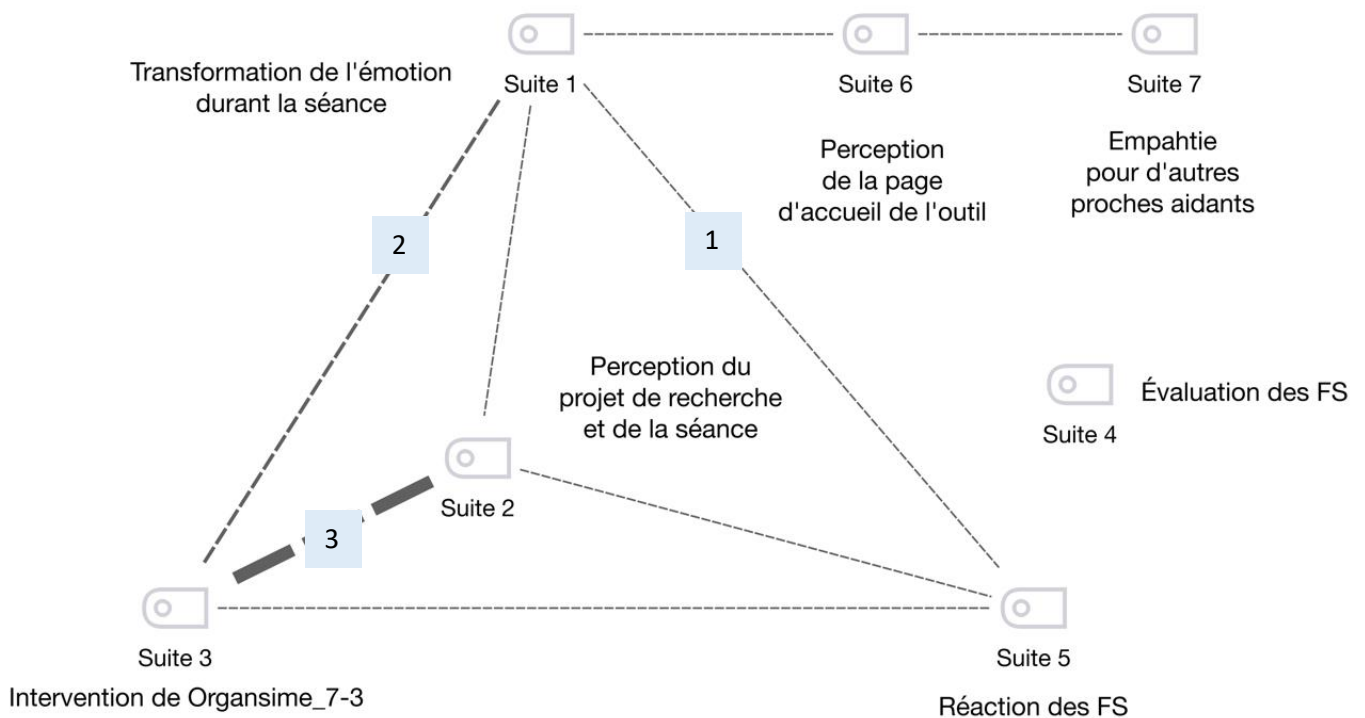 Transformation de l'émotion
durant la séance
Suite 1
Suite 6
Suite 7
Perception
de la page
d'accueil de l'outil
Empahtie
pour d'autres
proches aidants
2
1
Perception du
projet de recherche
et de la séance
Évaluation des FS
Suite 4
Suite 2
3
Suite 3
Intervention de Organsime_7-3
Suite 5
Réaction des FS